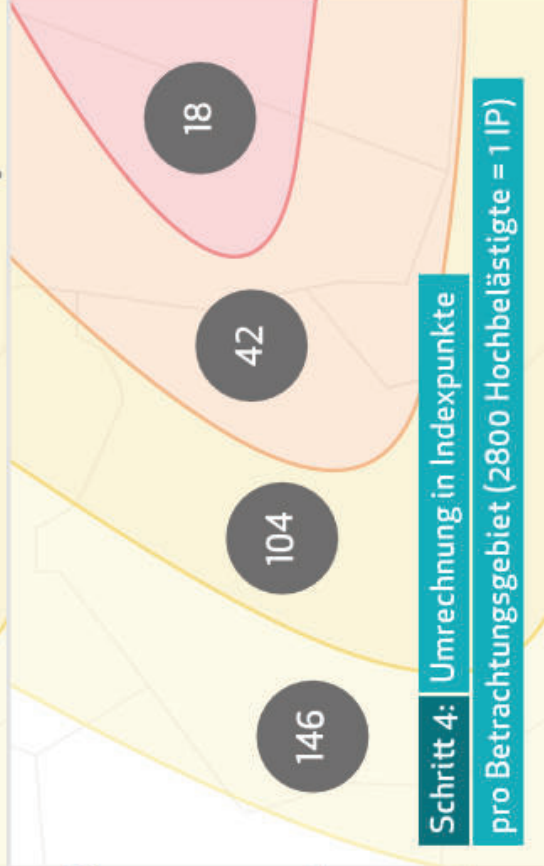 18
42
104
146
Schritt 4: Umrechnung in Indexpunkte
pro Betrachtungsgebiet (2800 Hochbelästigte = 1 IP)